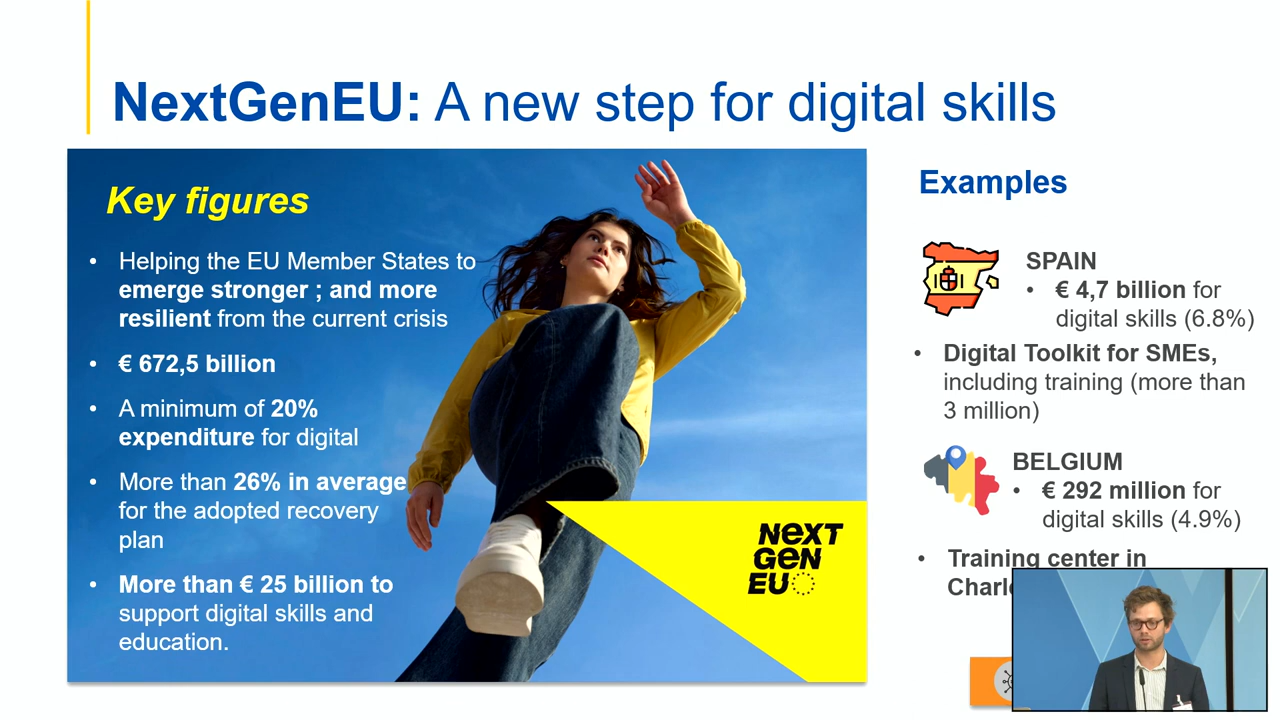 NextGenEU: A new step for digital skills
Key figures
• Helping the EU Member States to
emerge stronger ; and more
resilient from the current crisis
• € 672,5 billion
• A minimum of 20%
expenditure for digital
• More than 26% in average
for the adopted recovery
plan
• More than € 25 billion to
support digital skills and
education.
NEXT
GEN
EU
Examples
SPAIN
• € 4,7 billion for
digital skills (6.8%)
• Digital Toolkit for SMEs,
including training (more than
3 million)
BELGIUM
• € 292 million for
digital skills (4.9%)
• Training center in